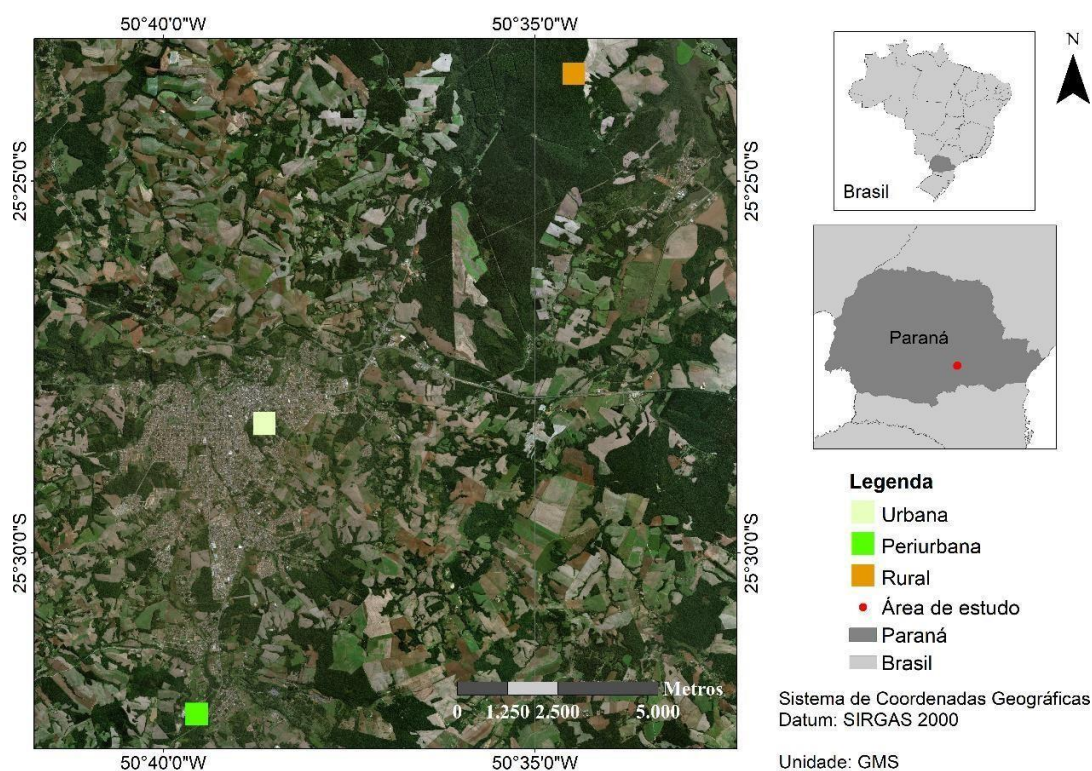 50°40'0"W
50°35'0"W
25°25'0"S
25°30'0"S
Metros
0 1.250 2.500 5.000
50°40'0"W
50°35'0"W
25°25'0"S
25°30'0"S
N
Brasil
Paraná
Legenda
Urbana
Periurbana
Rural
Área de estudo
Paraná
Brasil
Sistema de Coordenadas Geográficas
Datum: SIRGAS 2000
Unidade: GMS